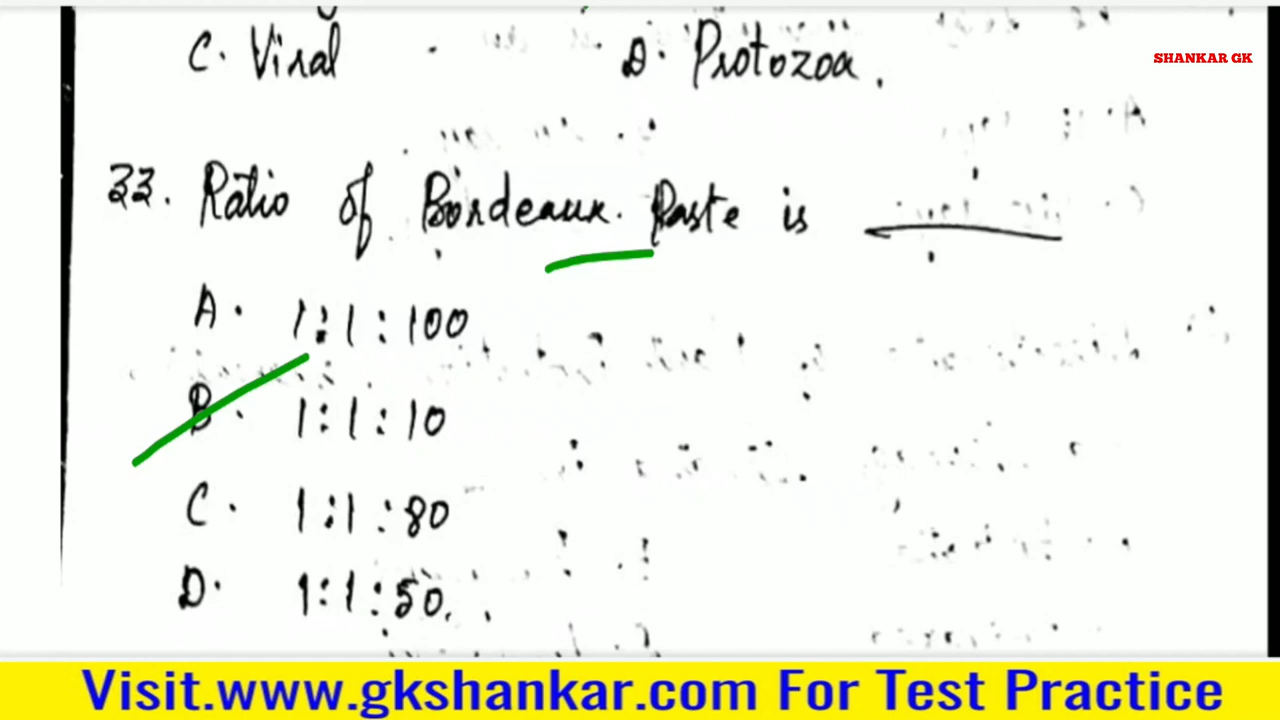 C. Viral D. Protozoa.
SHANKAR GK
33. Ratio of Bordeaux Paste is
A. 1:1:100
B. 1:1:10
C. 1:1:80
D. 1:1:50.
Visit.www.gkshankar.com For Test Practice